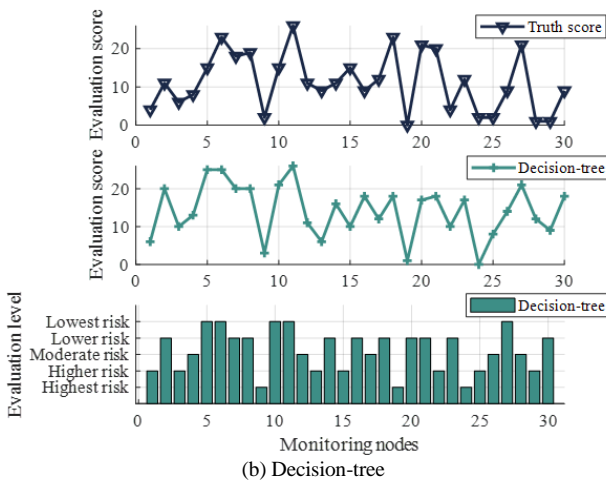 Evaluation score
20
10
0
Truth score
0 5 10 15 20 25 30
Evaluation score
20
10
0
Decision-tree
0 5 10 15 20 25 30
Evaluation level
Lowest risk
Lower risk
Moderate risk
Higher risk
Highest risk
Decision-tree
0 5 10 15 20 25 30
Monitoring nodes
(b) Decision-tree